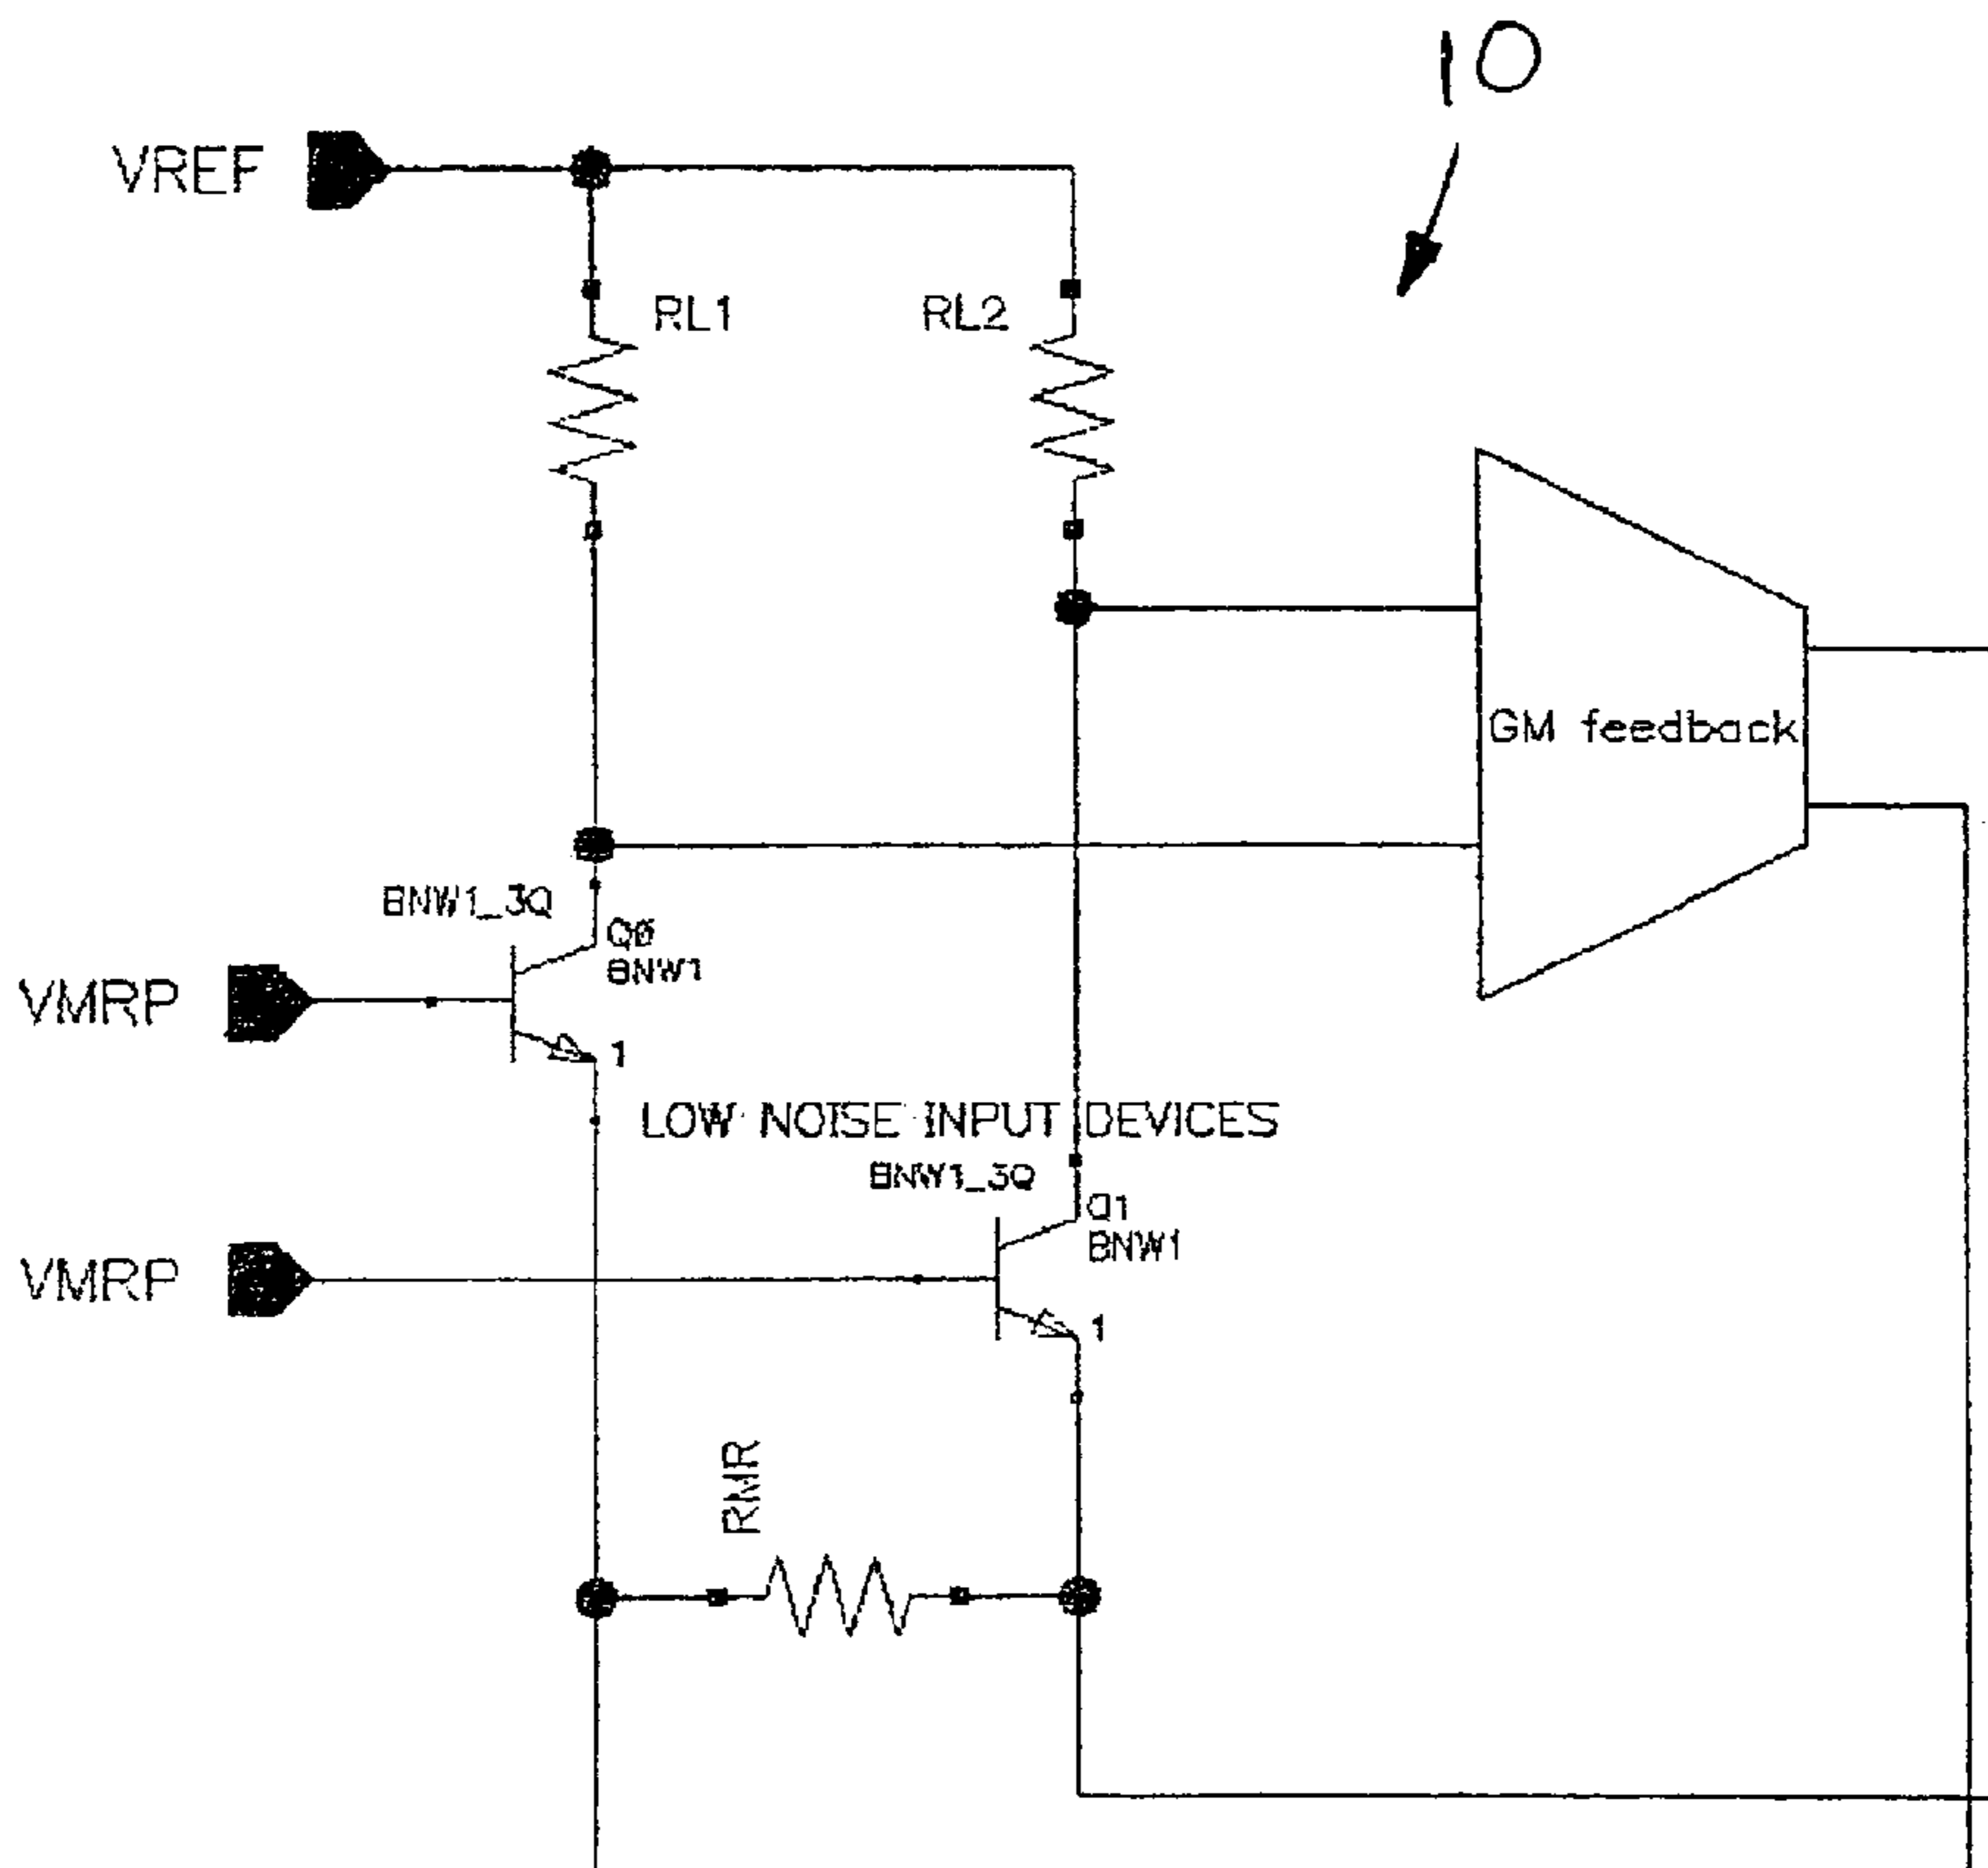 10
VREF
RL1
RL2
GM feedback
BNW1_3Q
Q0
BNW1
VMRP
1
LOW NOISE INPUT DEVICES
BNW1_3Q
Q1
BNW1
VMRP
1
RMR